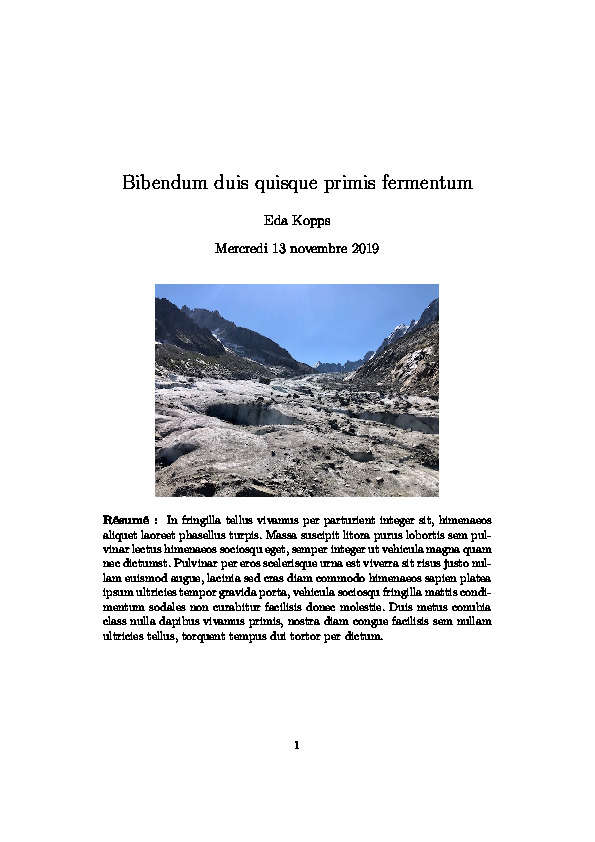 Bibendum duis quisque primis fermentum
Eda Kopps
Mercredi 13 novembre 2019
Résumé : In fringilla tellus vivamus per parturient integer sit, himenaeos
aliquet laoreet phasellus turpis. Massa suscipit litora purus lobortis sem pul-
vinar lectus himenaeos sociosqu eget, semper integer ut vehicula magna quam
nec dictumst. Pulvinar per eros scelerisque urna est viverra sit risus justo nul-
lam euismod augue, lacinia sed cras diam commodo himenaeos sapien platea
ipsum ultricies tempor gravida porta, vehicula sociosqu fringilla mattis condi-
mentum sodales non curabitur facilisis donec molestie. Duis metus conubia
class nulla dapibus vivamus primis, nostra diam congue facilisis sem nullam
ultricies tellus, torquent tempus dui tortor per dictum.
1